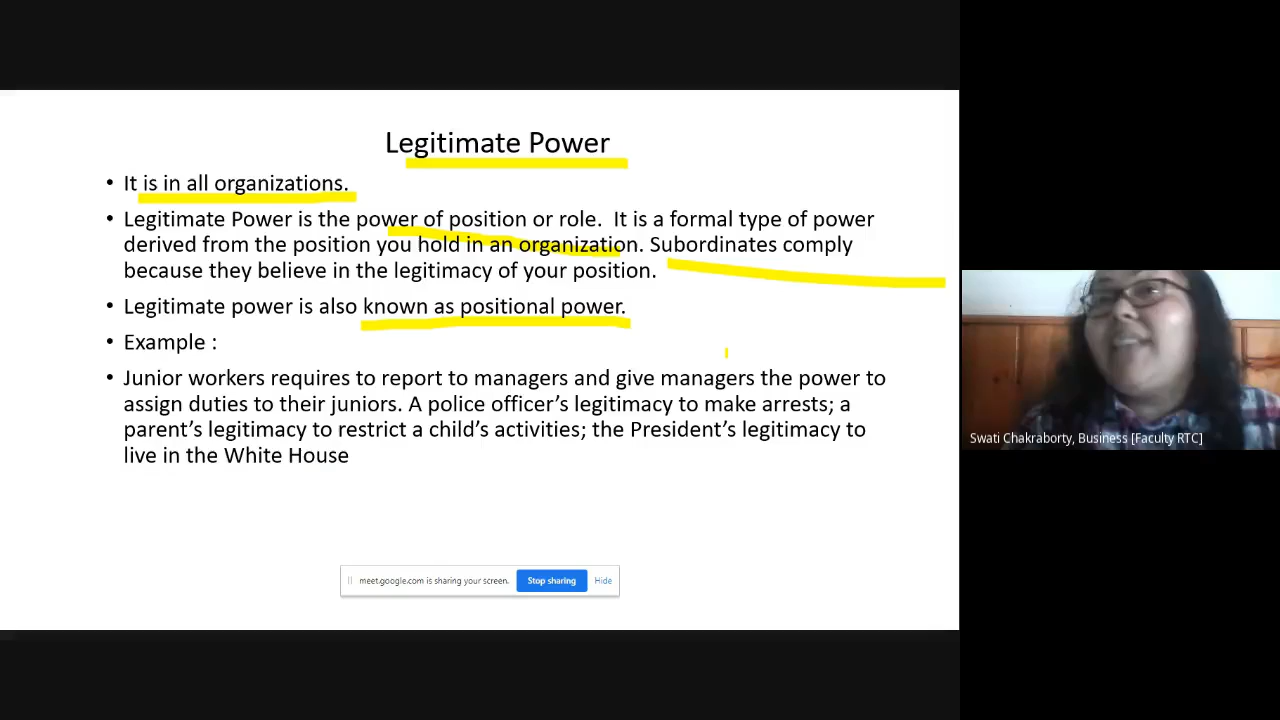 Legitimate Power
• It is in all organizations.
• Legitimate Power is the power of position or role.  It is a formal type of power
derived from the position you hold in an organization. Subordinates comply
because they believe in the legitimacy of your position.
• Legitimate power is also known as positional power.
• Example :
• Junior workers requires to report to managers and give managers the power to
assign duties to their juniors. A police officer’s legitimacy to make arrests; a
parent’s legitimacy to restrict a child’s activities; the President’s legitimacy to
live in the White House
meet.google.com is sharing your screen. Stop sharing Hide
Swati Chakraborty, Business [Faculty RTC]